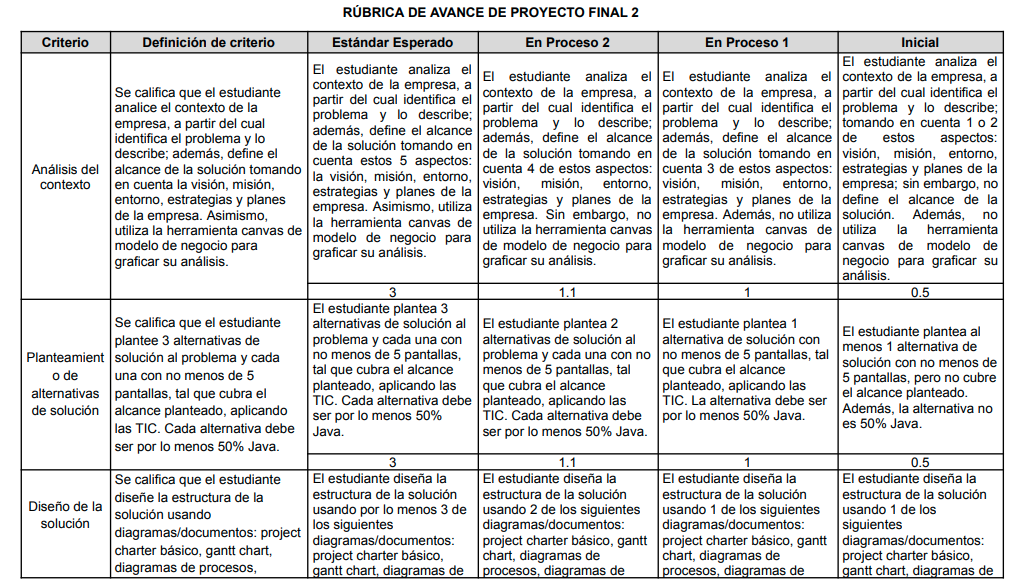 RÚBRICA DE AVANCE DE PROYECTO FINAL 2
Criterio
Definición de criterio
Estándar Esperado
En Proceso 2
En Proceso 1
Inicial
Análisis del
contexto
Se califica que el estudiante
analice el contexto de la
empresa, a partir del cual
identifica el problema y lo
describe; además, define el
alcance de la solución tomando
en cuenta la visión, misión,
entorno, estrategias y planes
de la empresa. Asimismo,
utiliza la herramienta canvas de
modelo de negocio para
graficar su análisis.
El estudiante analiza el
contexto de la empresa, a
partir del cual identifica el
problema y lo describe;
además, define el alcance
de la solución tomando en
cuenta estos 5 aspectos:
la visión, misión, entorno,
estrategias y planes de la
empresa. Asimismo, utiliza
la herramienta canvas de
modelo de negocio para
graficar su análisis.
3
El estudiante analiza el
contexto de la empresa, a
partir del cual identifica el
problema y lo describe;
además, define el alcance
de la solución tomando en
cuenta 4 de estos aspectos:
visión, misión, entorno,
estrategias y planes de la
empresa. Sin embargo, no
utiliza la herramienta canvas
de modelo de negocio para
graficar su análisis.
1.1
El estudiante analiza el
contexto de la empresa, a
partir del cual identifica el
problema y lo describe;
además, define el alcance
de la solución tomando en
cuenta 3 de estos aspectos:
visión, misión, entorno,
estrategias y planes de la
empresa. Además, no utiliza
la herramienta canvas de
modelo de negocio para
graficar su análisis.
1
El estudiante analiza el
contexto de la empresa, a
partir del cual identifica el
problema y lo describe;
tomando en cuenta 1 o 2
de estos aspectos:
visión, misión, entorno,
estrategias y planes de la
empresa; sin embargo, no
define el alcance de la
solución. Además, no
utiliza la herramienta
canvas de modelo de
negocio para graficar su
análisis.
0.5
Planteamient
o de
alternativas
de solución
Se califica que el estudiante
plantee 3 alternativas de
solución al problema y cada
una con no menos de 5
pantallas, tal que cubra el
alcance planteado, aplicando
las TIC. Cada alternativa debe
ser por lo menos 50% Java.
El estudiante plantea 3
alternativas de solución al
problema y cada una con
no menos de 5 pantallas,
tal que cubra el alcance
planteado, aplicando las
TIC. Cada alternativa debe
ser por lo menos 50%
Java.
3
El estudiante plantea 2
alternativas de solución al
problema y cada una con no
menos de 5 pantallas, tal
que cubra el alcance
planteado, aplicando las
TIC. Cada alternativa debe
ser por lo menos 50% Java.
1.1
El estudiante plantea 1
alternativa de solución con
no menos de 5 pantallas, tal
que cubra el alcance
planteado, aplicando las
TIC. La alternativa debe ser
por lo menos 50% Java.
1
El estudiante plantea al
menos 1 alternativa de
solución con no menos de
5 pantallas, pero no cubre
el alcance planteado.
Además, la alternativa no
es 50% Java.
0.5
Diseño de la
solución
Se califica que el estudiante
diseñe la estructura de la
solución usando
diagramas/documentos: project
charter básico, gantt chart,
diagramas de procesos,
El estudiante diseña la
estructura de la solución
usando por lo menos 3 de
los siguientes
diagramas/documentos:
project charter básico,
gantt chart, diagramas de
El estudiante diseña la
estructura de la solución
usando 2 de los siguientes
diagramas/documentos:
project charter básico, gantt
chart, diagramas de
procesos, diagramas de
El estudiante diseña la
estructura de la solución
usando 1 de los siguientes
diagramas/documentos:
project charter básico, gantt
chart, diagramas de
procesos, diagramas de
El estudiante diseña la
estructura de la solución
usando 1 de los
siguientes
diagramas/documentos:
project charter básico,
gantt chart, diagramas de